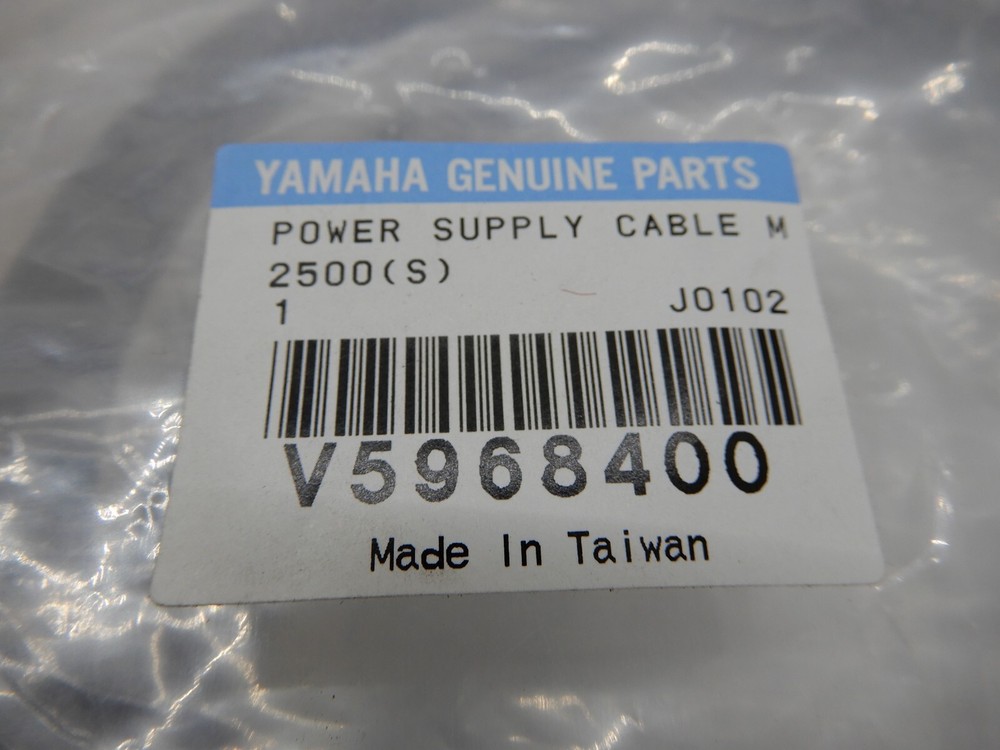 YAMAHA GENUINE PARTS
POWER SUPPLY CABLE M
2500(S)
1 J0102
V5968400
Made In Taiwan